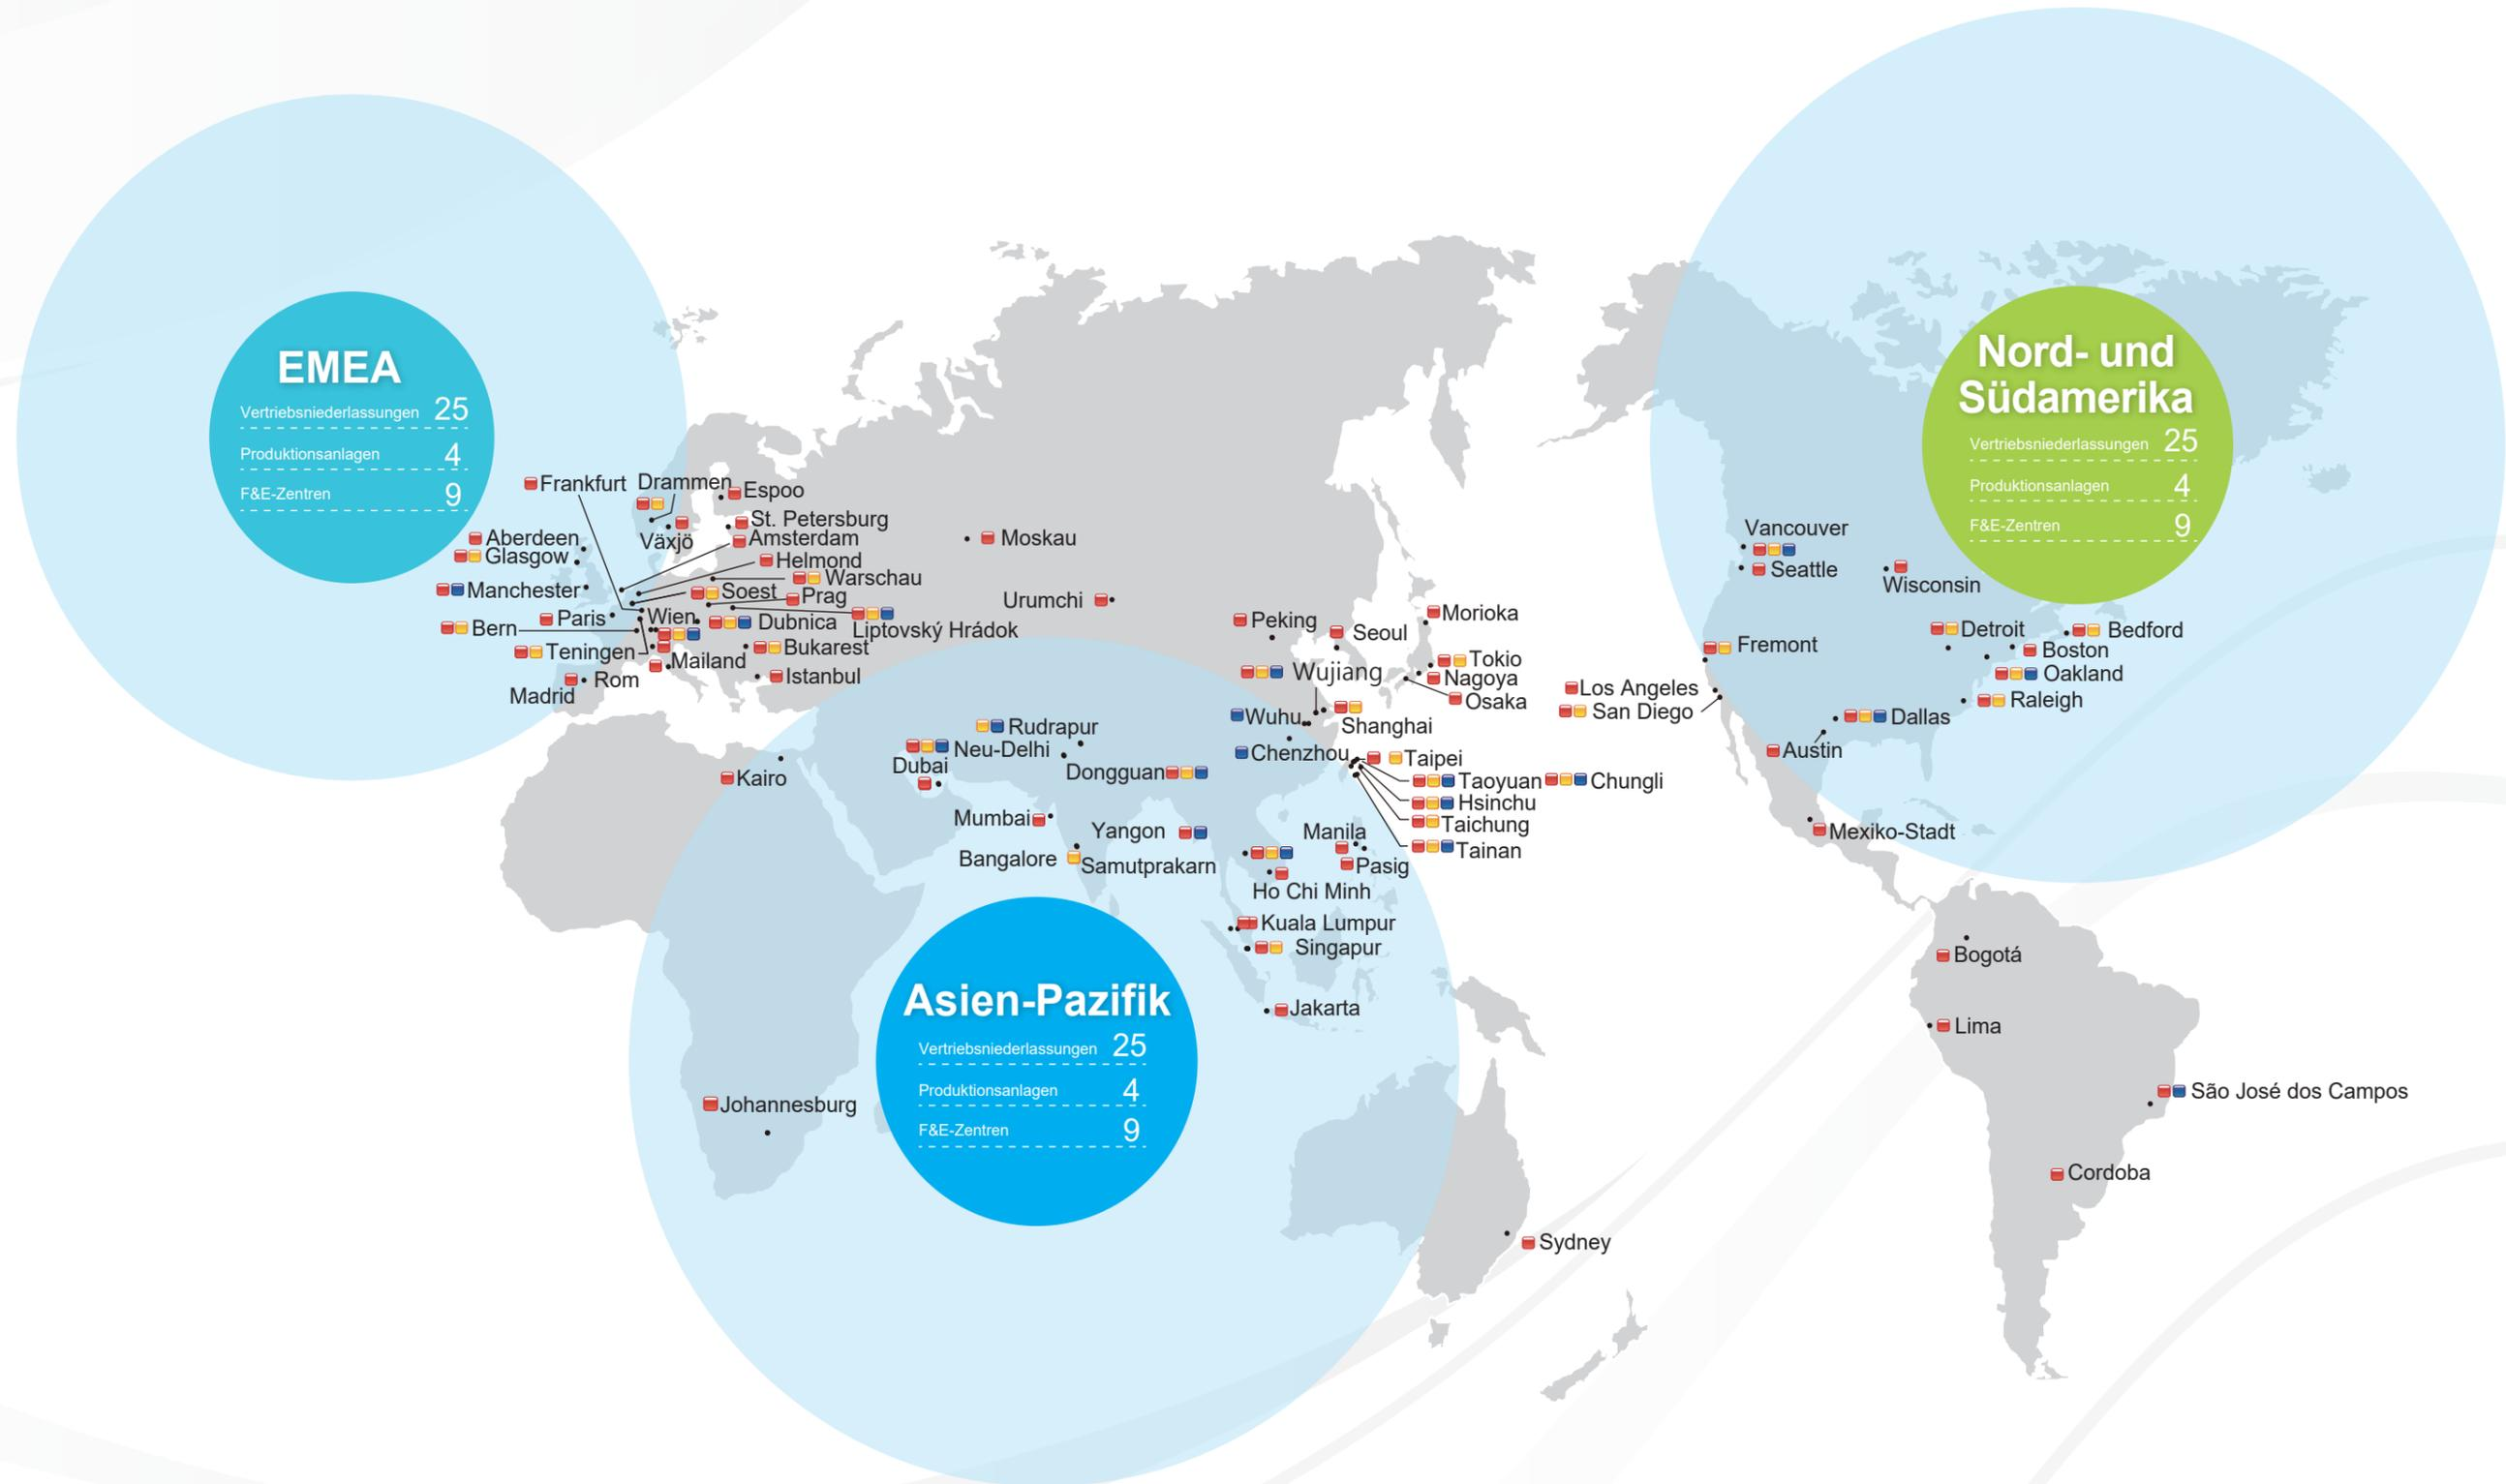 EMEA
Vertriebsniederlassungen 25
Produktionsanlagen 4
F&E-Zentren 9
Nord- und
Südamerika
Vertriebsniederlassungen 25
Produktionsanlagen 4
F&E-Zentren 9
Frankfurt
Drammen
Espoo
St. Petersburg
Aberdeen
Växjö
Amsterdam
Moskau
Glasgow
Helmond
Warschau
Manchester
Soest
Prag
Urumchi
Paris
Wien
Dubnica
Liptovský Hrádok
Bern
Teningen
Bukarest
Mailand
Istanbul
Madrid
Rom
Peking
Seoul
Morioka
Wujiang
Tokio
Nagoya
Osaka
Wuhu
Shanghai
Rudrapur
Neu-Delhi
Chenzhou
Taipei
Dubai
Dongguan
Taoyuan
Chungli
Kairo
Hsinchu
Mumbai
Yangon
Manila
Taichung
Bangalore
Samutprakarn
Pasig
Tainan
Ho Chi Minh
Kuala Lumpur
Singapur
Jakarta
Vancouver
Seattle
Wisconsin
Fremont
Detroit
Bedford
Boston
Oakland
Los Angeles
San Diego
Raleigh
Dallas
Austin
Mexiko-Stadt
Bogotá
Lima
São José dos Campos
Cordoba
Asien-Pazifik
Vertriebsniederlassungen 25
Produktionsanlagen 4
F&E-Zentren 9
Johannesburg
Sydney